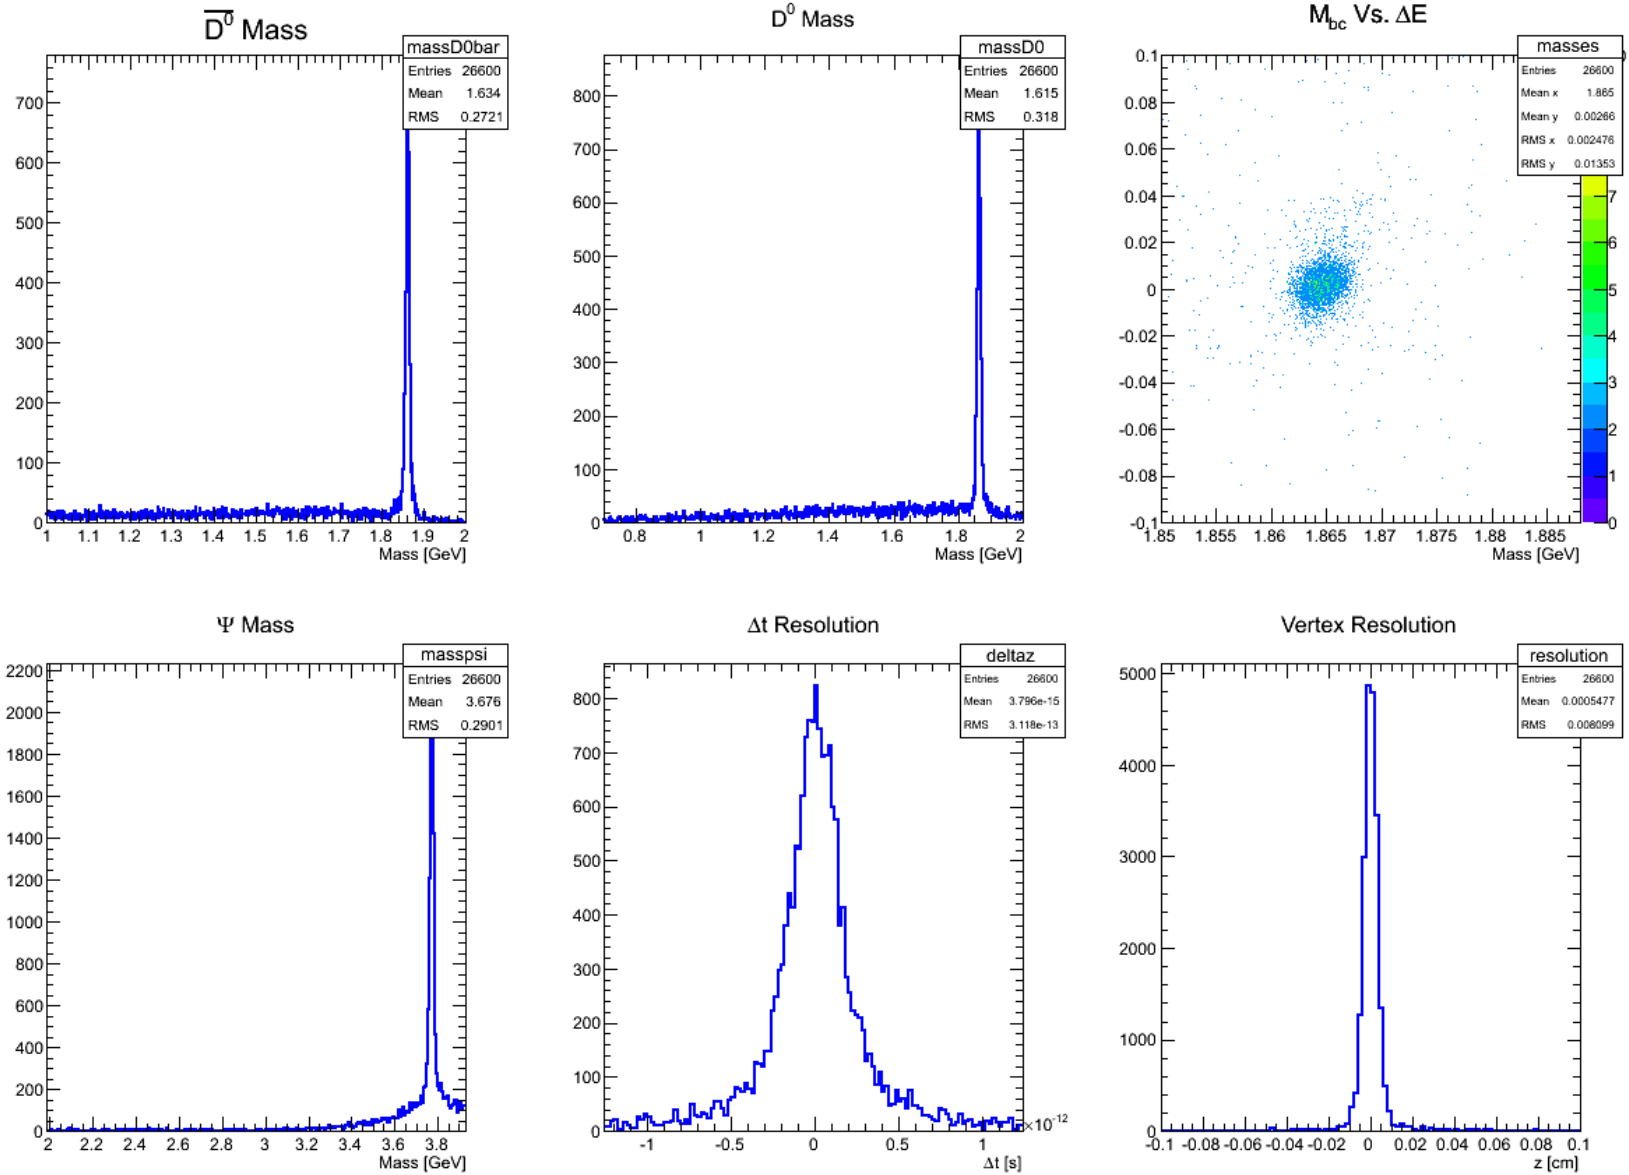 D⁰ Mass
massD0bar
Entries 26600
Mean 1.634
RMS 0.2721
700
600
500
400
300
200
100
0
1 1.1 1.2 1.3 1.4 1.5 1.6 1.7 1.8 1.9 2
Mass [GeV]
D⁰ Mass
massD0
Entries 26600
Mean 1.615
RMS 0.318
800
700
600
500
400
300
200
100
0
0.8 1 1.2 1.4 1.6 1.8 2
Mass [GeV]
M_bc Vs. ΔE
masses
Entries 26600
Mean x 1.865
Mean y 0.00266
RMS x 0.002476
RMS y 0.01353
0.1
0.08
0.06
0.04
0.02
0
-0.02
-0.04
-0.06
-0.08
-0.1
1.85 1.855 1.86 1.865 1.87 1.875 1.88 1.885
Mass [GeV]
7
6
5
4
3
2
1
0
Ψ Mass
masspsi
Entries 26600
Mean 3.676
RMS 0.2901
2200
2000
1800
1600
1400
1200
1000
800
600
400
200
0
2 2.2 2.4 2.6 2.8 3 3.2 3.4 3.6 3.8
Mass [GeV]
Δt Resolution
deltaz
Entries 26600
Mean 3.796e-15
RMS 3.118e-13
800
700
600
500
400
300
200
100
0
-1 -0.5 0 0.5 1
×10⁻¹²
Δt [s]
Vertex Resolution
resolution
Entries 26600
Mean 0.0005477
RMS 0.008099
5000
4000
3000
2000
1000
0
-0.1 -0.08 -0.06 -0.04 -0.02 0 0.02 0.04 0.06 0.08 0.1
z [cm]